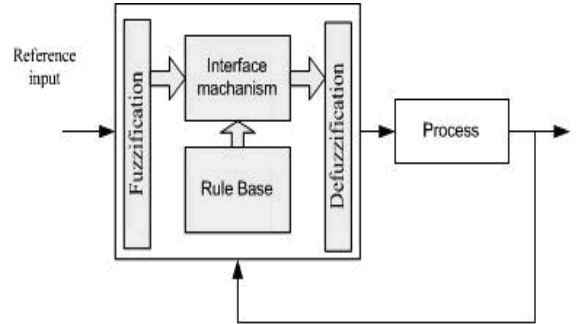 Reference
input
Fuzzification
Interface
machanism
Rule Base
Defuzzification
Process